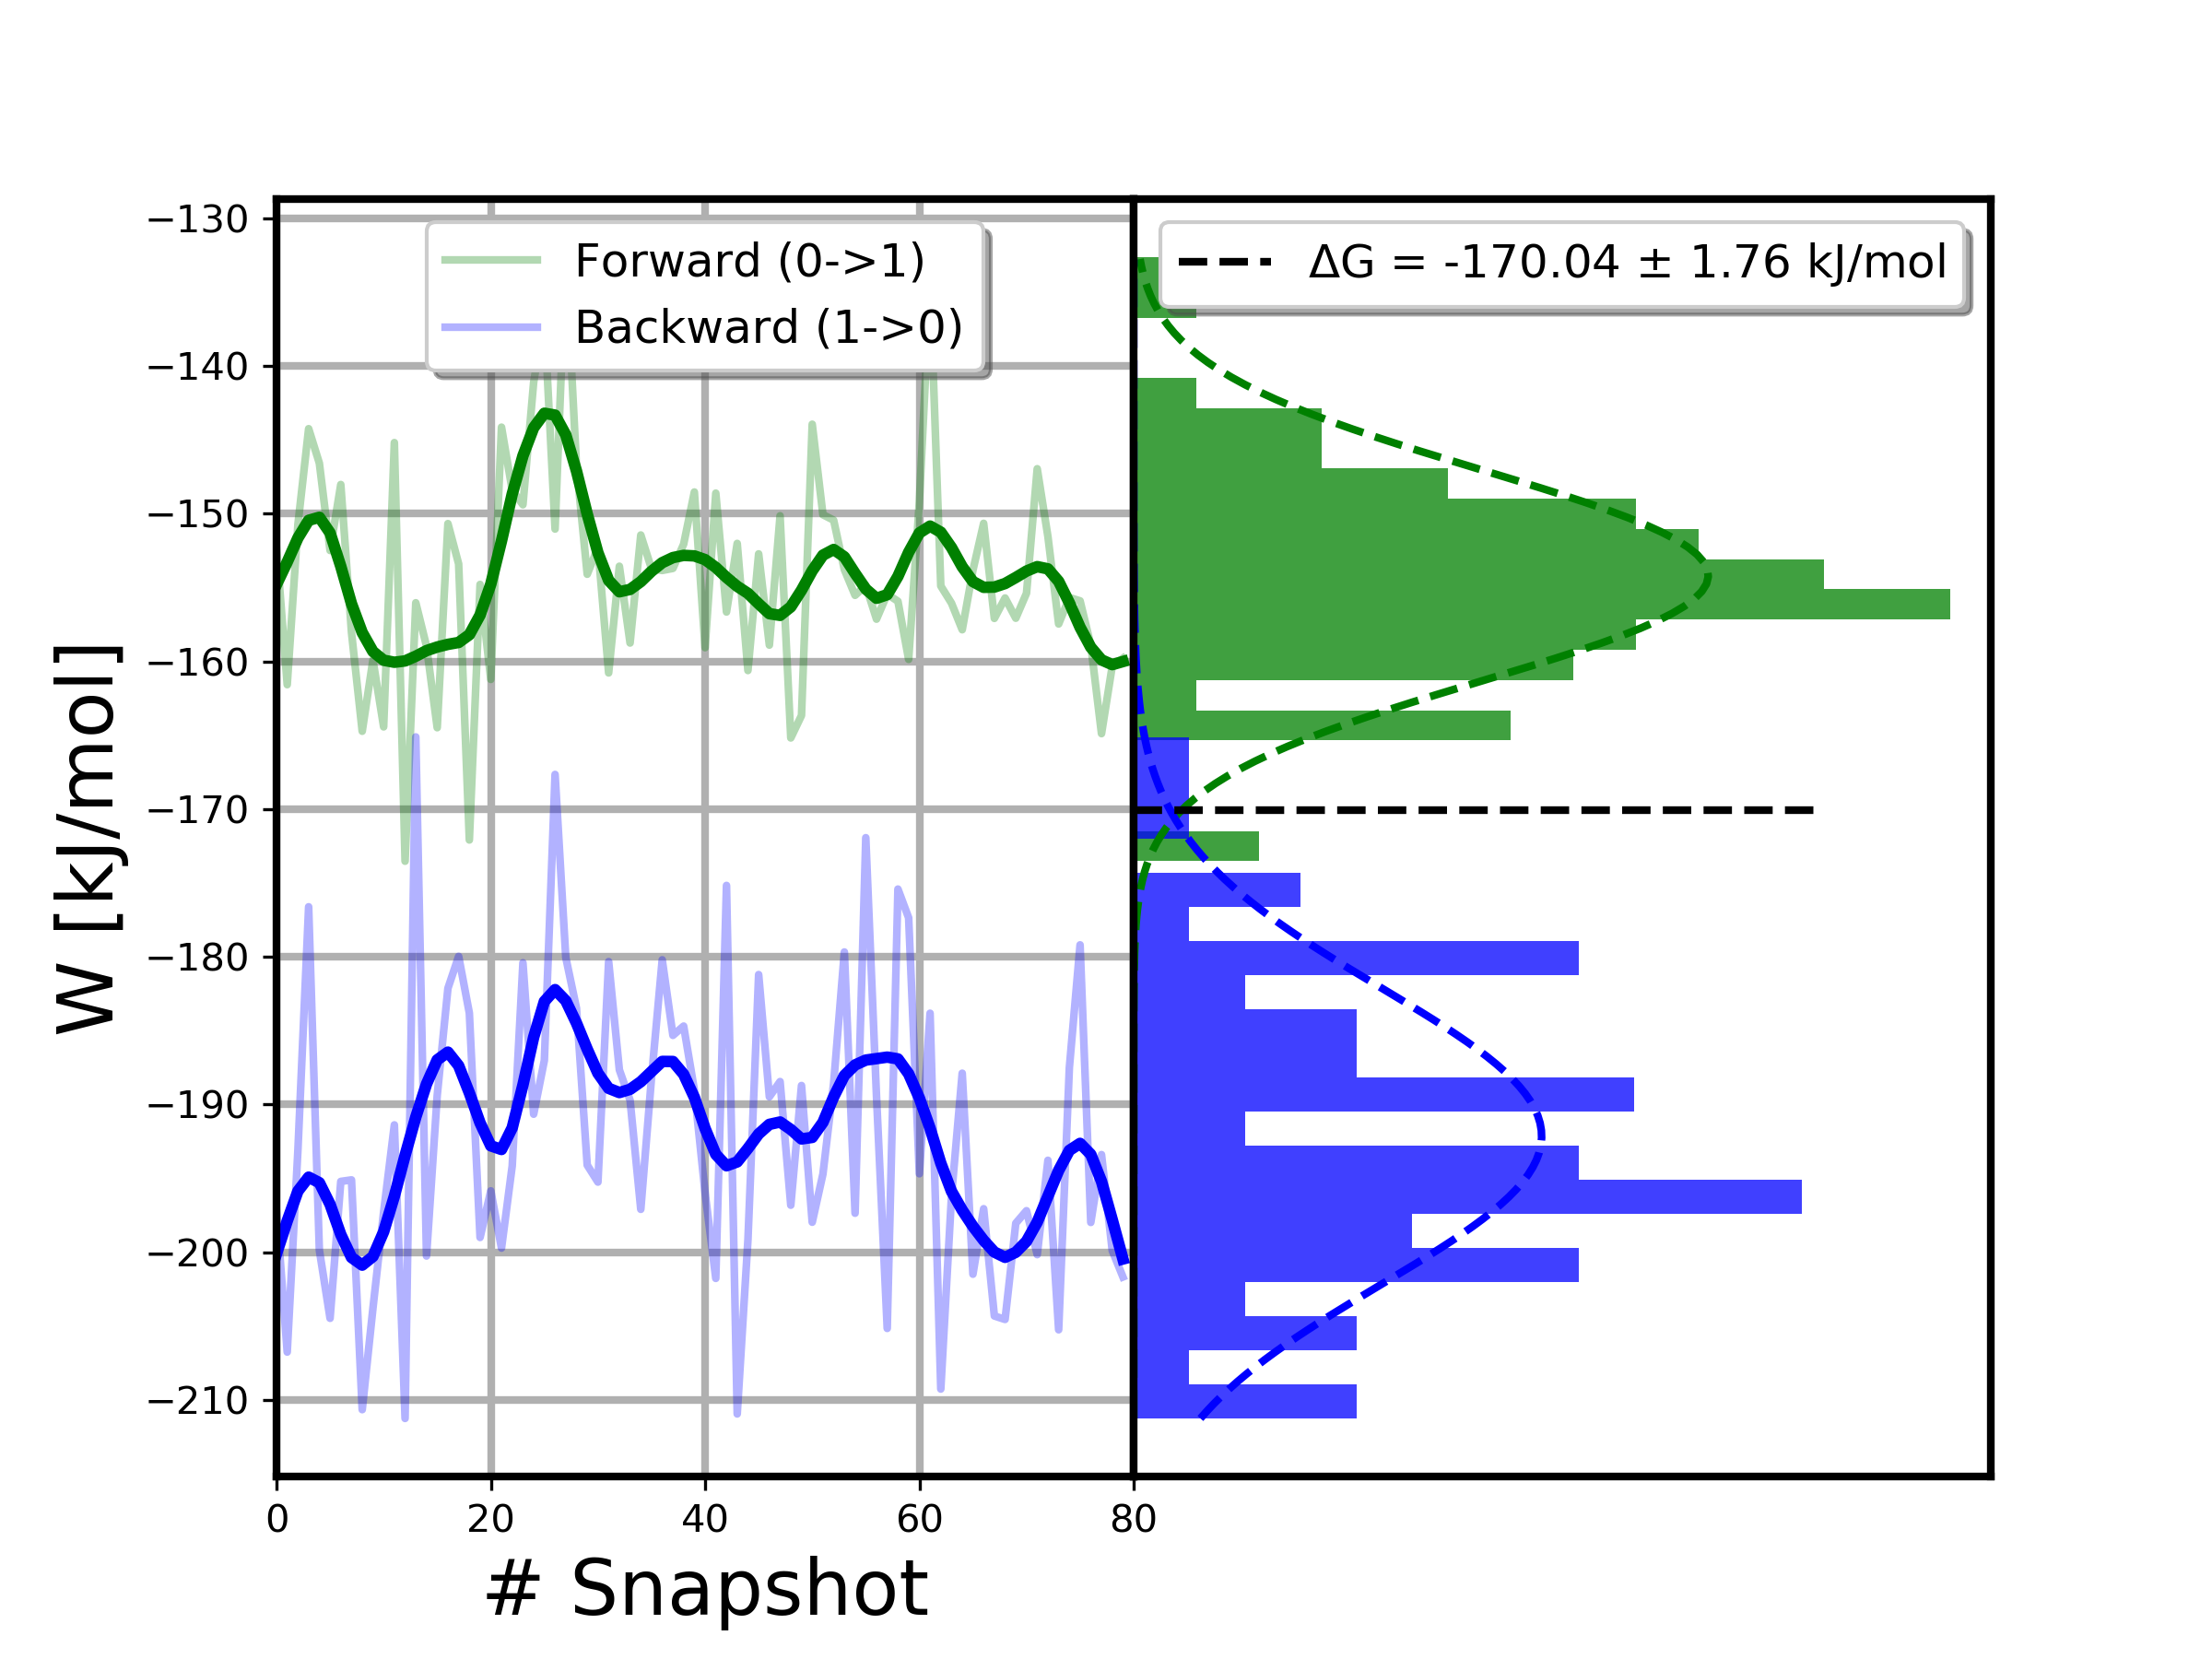 Forward (0->1)
Backward (1->0)
ΔG = -170.04 ± 1.76 kJ/mol
W [kJ/mol]
−130
−140
−150
−160
−170
−180
−190
−200
−210
0 20 40 60 80
# Snapshot